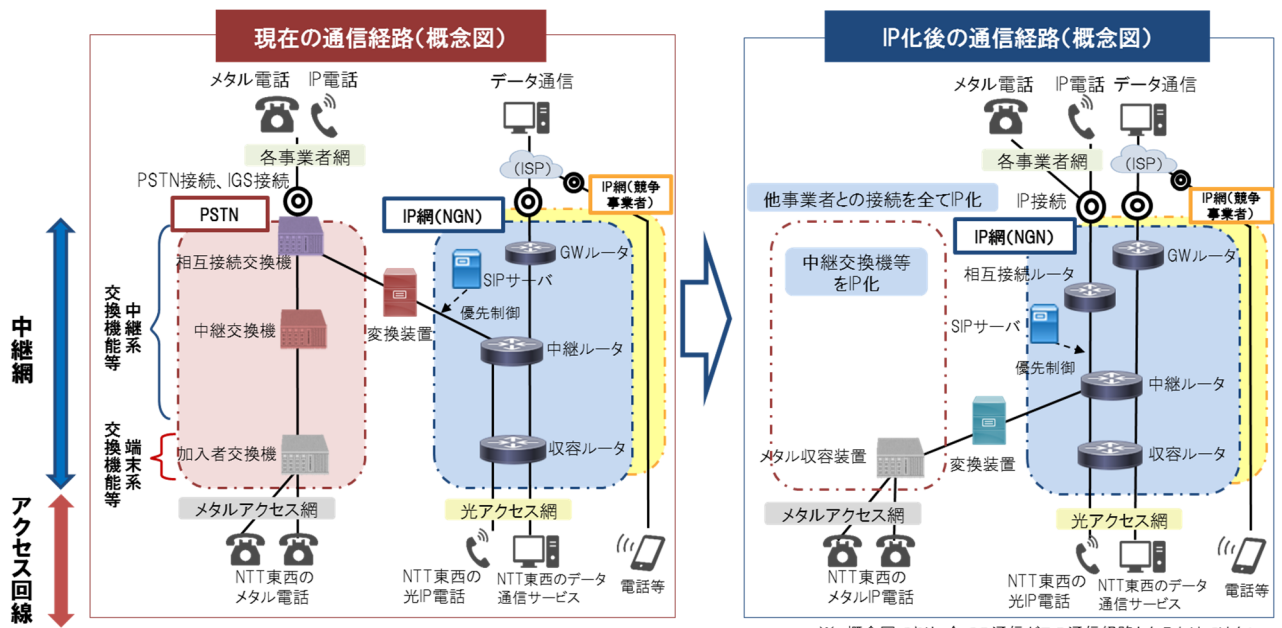 現在の通信経路(概念図)
メタル電話
IP電話
データ通信
各事業者網
(ISP)
PSTN接続、IGS接続
IP網(競争
事業者)
PSTN
IP網(NGN)
相互接続交換機
GWルータ
SIPサーバ
優先制御
中継交換機
変換装置
中継ルータ
加入者交換機
収容ルータ
メタルアクセス網
光アクセス網
NTT東西の
メタル電話
NTT東西の
光IP電話
NTT東西のデータ
通信サービス
電話等
中継網
アクセス回線
中継系
交換機能等
端末系
交換機能等
IP化後の通信経路(概念図)
メタル電話
IP電話
データ通信
各事業者網
(ISP)
他事業者との接続を全てIP化
IP接続
IP網(競争
事業者)
IP網(NGN)
中継交換機等
をIP化
相互接続ルータ
GWルータ
SIPサーバ
優先制御
中継ルータ
メタル収容装置
変換装置
収容ルータ
メタルアクセス網
光アクセス網
NTT東西の
メタルIP電話
NTT東西の
光IP電話
NTT東西のデータ
通信サービス
電話等